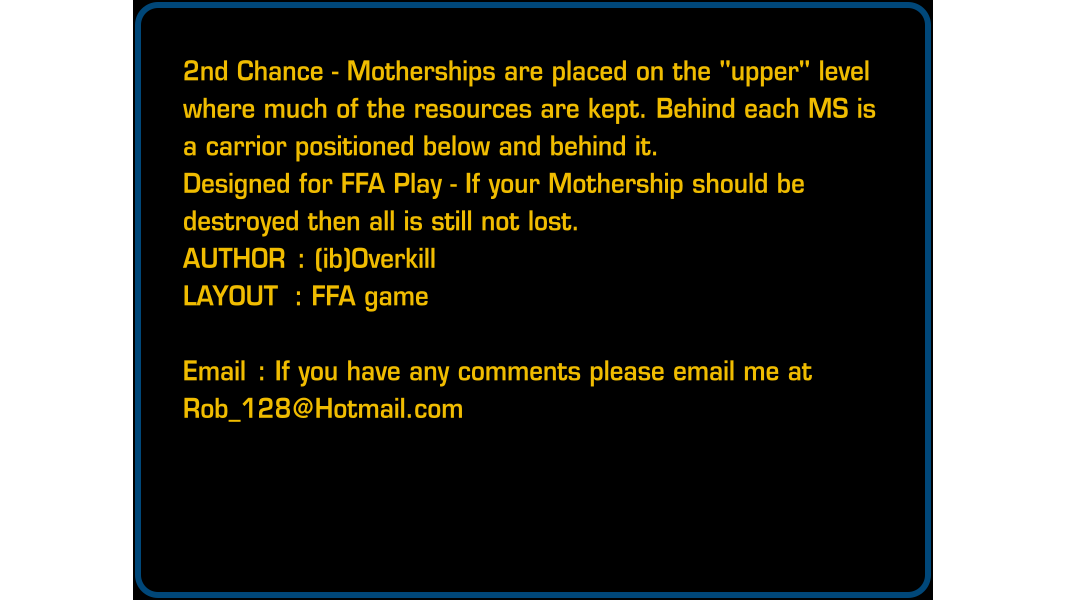 2nd Chance - Motherships are placed on the "upper" level
where much of the resources are kept. Behind each MS is
a carrior positioned below and behind it.
Designed for FFA Play - If your Mothership should be
destroyed then all is still not lost.
AUTHOR : (ib)Overkill
LAYOUT : FFA game
Email : If you have any comments please email me at
Rob_128@Hotmail.com